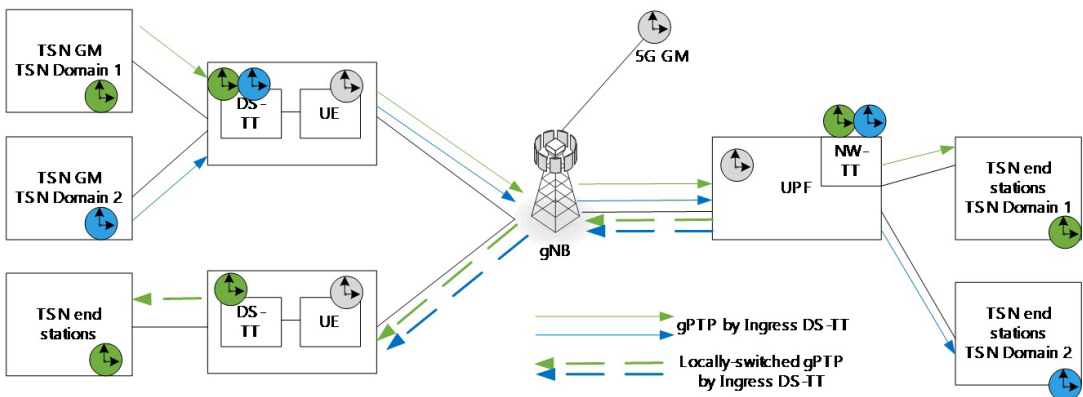 TSN GM
TSN Domain 1
TSN GM
TSN Domain 2
TSN end
stations
DS-
TT
UE
DS-
TT
UE
5G GM
gNB
UPF
NW-
TT
TSN end
stations
TSN Domain 1
TSN end
stations
TSN Domain 2
gPTP by Ingress DS-TT
Locally-switched gPTP
by Ingress DS-TT